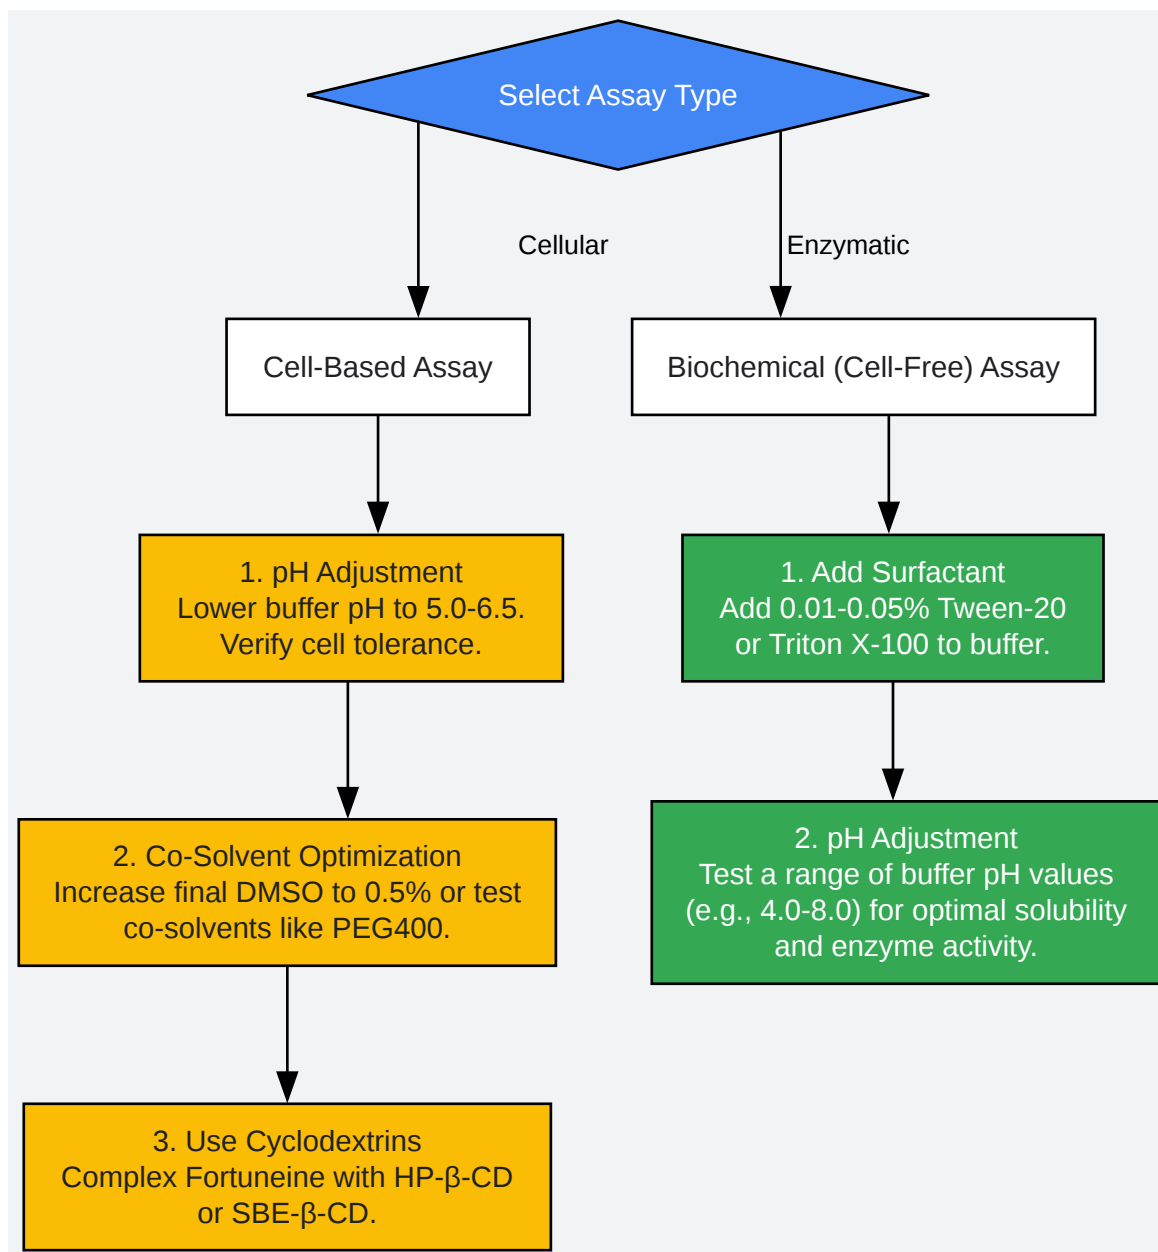 Select Assay Type
Cellular
Enzymatic
Cell-Based Assay
Biochemical (Cell-Free) Assay
1. pH Adjustment
Lower buffer pH to 5.0-6.5.
Verify cell tolerance.
1. Add Surfactant
Add 0.01-0.05% Tween-20
or Triton X-100 to buffer.
2. Co-Solvent Optimization
Increase final DMSO to 0.5% or test
co-solvents like PEG400.
2. pH Adjustment
Test a range of buffer pH values
(e.g., 4.0-8.0) for optimal solubility
and enzyme activity.
3. Use Cyclodextrins
Complex Fortuneine with HP-β-CD
or SBE-β-CD.